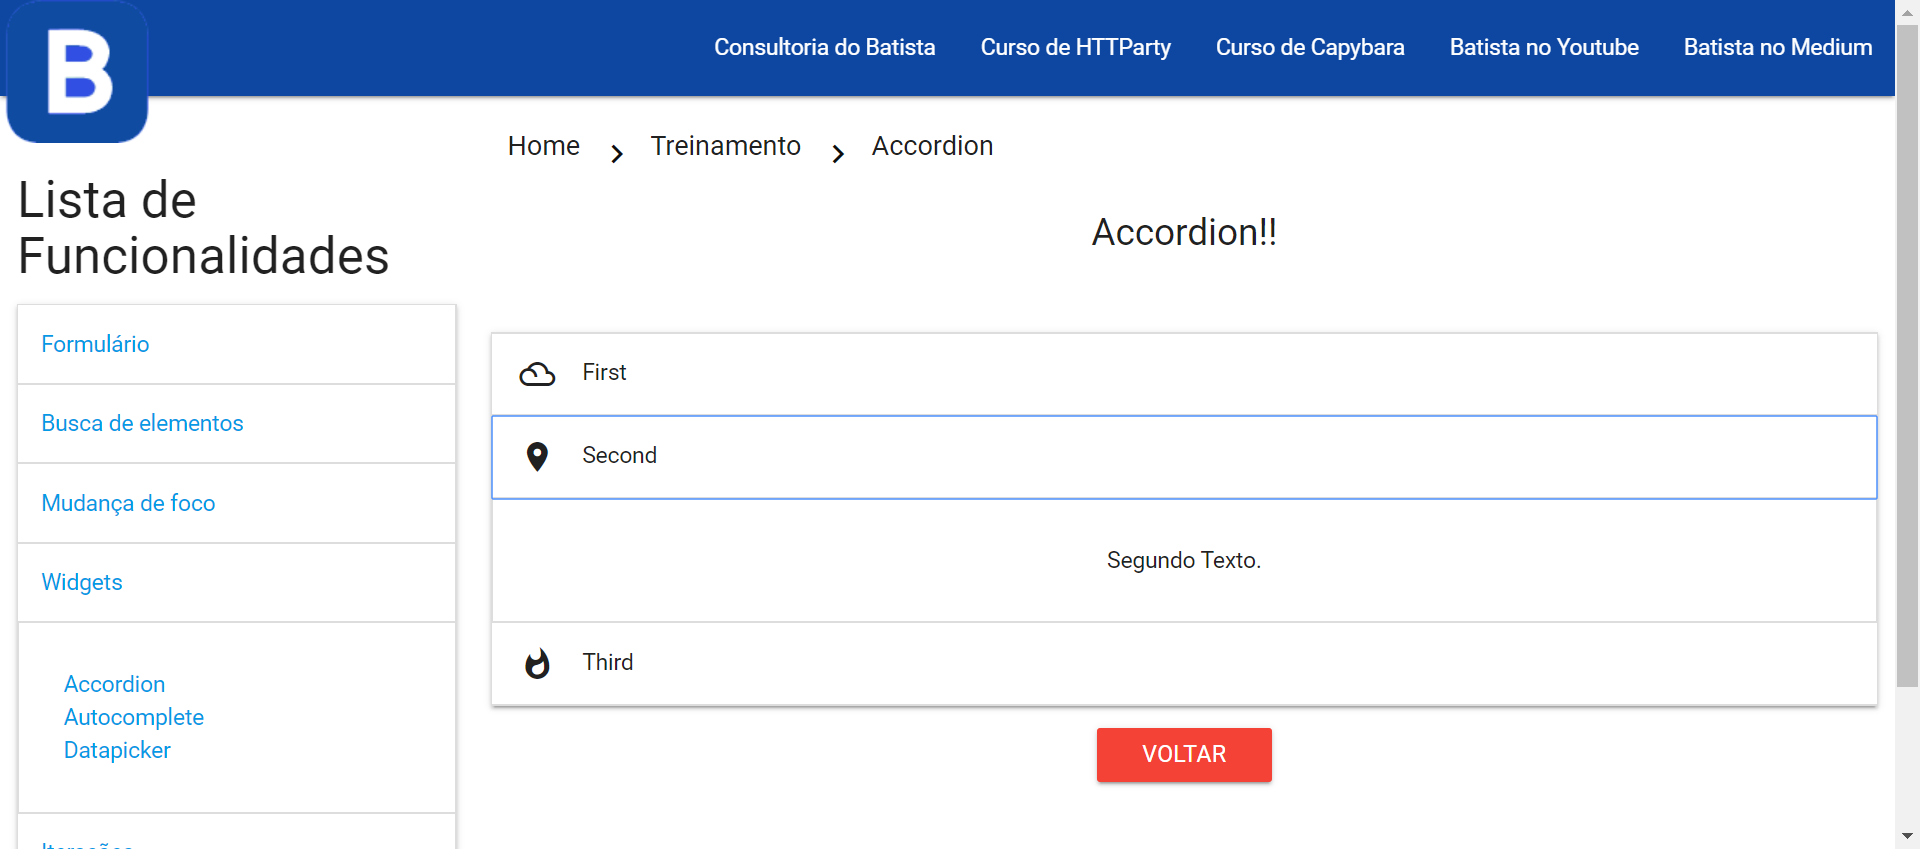 B
Consultoria do Batista
Curso de HTTParty
Curso de Capybara
Batista no Youtube
Batista no Medium
Home
Treinamento
Accordion
Lista de
Funcionalidades
Formulário
Busca de elementos
Mudança de foco
Widgets
Accordion
Autocomplete
Datapicker
Accordion!!
First
Second
Segundo Texto.
Third
VOLTAR